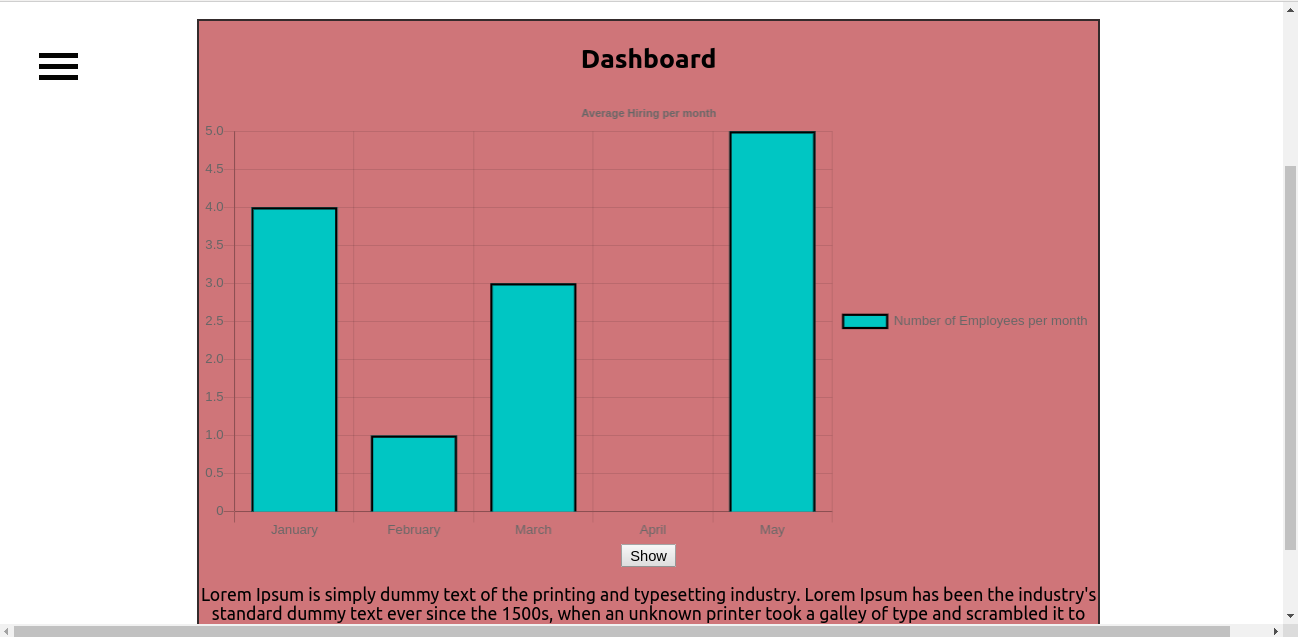 Dashboard
Average Hiring per month
5.0
4.5
4.0
3.5
3.0
2.5
2.0
1.5
1.0
0.5
0
Number of Employees per month
January February March April May
Show
Lorem Ipsum is simply dummy text of the printing and typesetting industry. Lorem Ipsum has been the industry's
standard dummy text ever since the 1500s, when an unknown printer took a galley of type and scrambled it to